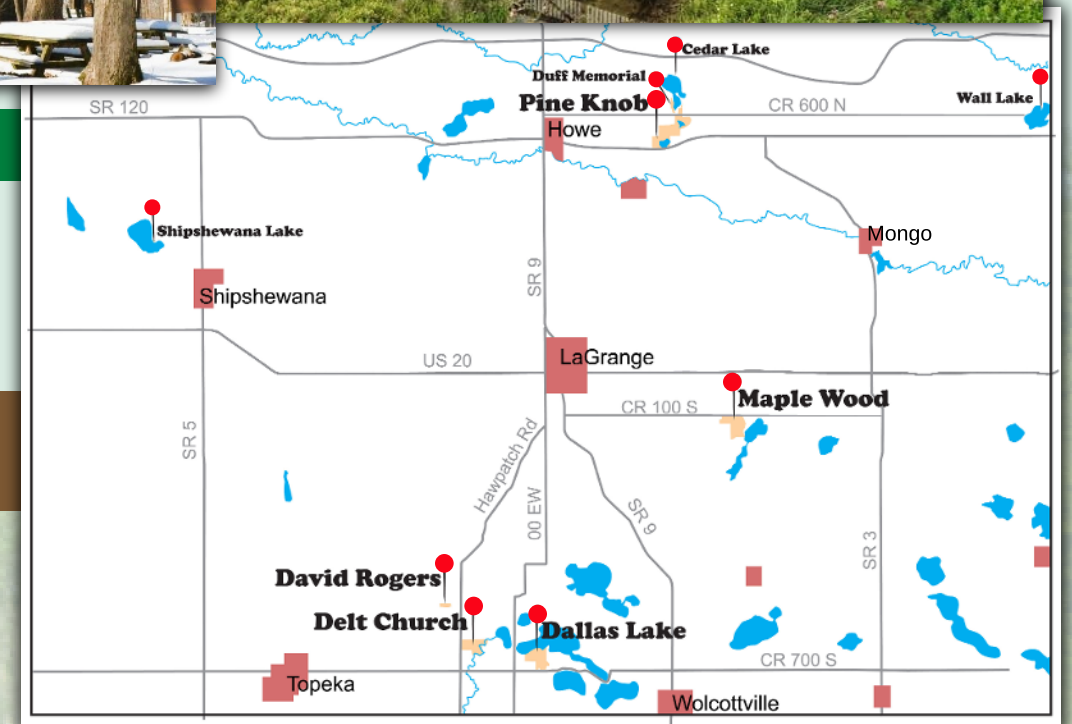 Cedar Lake
Duff Memorial
Wall Lake
Pine Knob
SR 120
CR 600 N
Howe
Shipshewana Lake
Mongo
SR 9
Shipshewana
LaGrange
US 20
Maple Wood
CR 100 S
SR 5
Hawpatch Rd
00 EW
SR 9
SR 3
David Rogers
Delt Church
Dallas Lake
CR 700 S
Topeka
Wolcottville